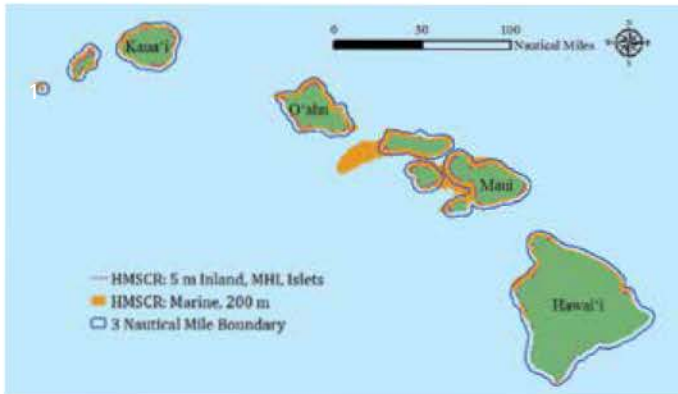 0 50 100
Nautical Miles
Kaua‘i
1
O‘ahu
Maui
HMSCR: 5 m Inland, MHI, Islets
HMSCR: Marine, 200 m
3 Nautical Mile Boundary
Hawai‘i